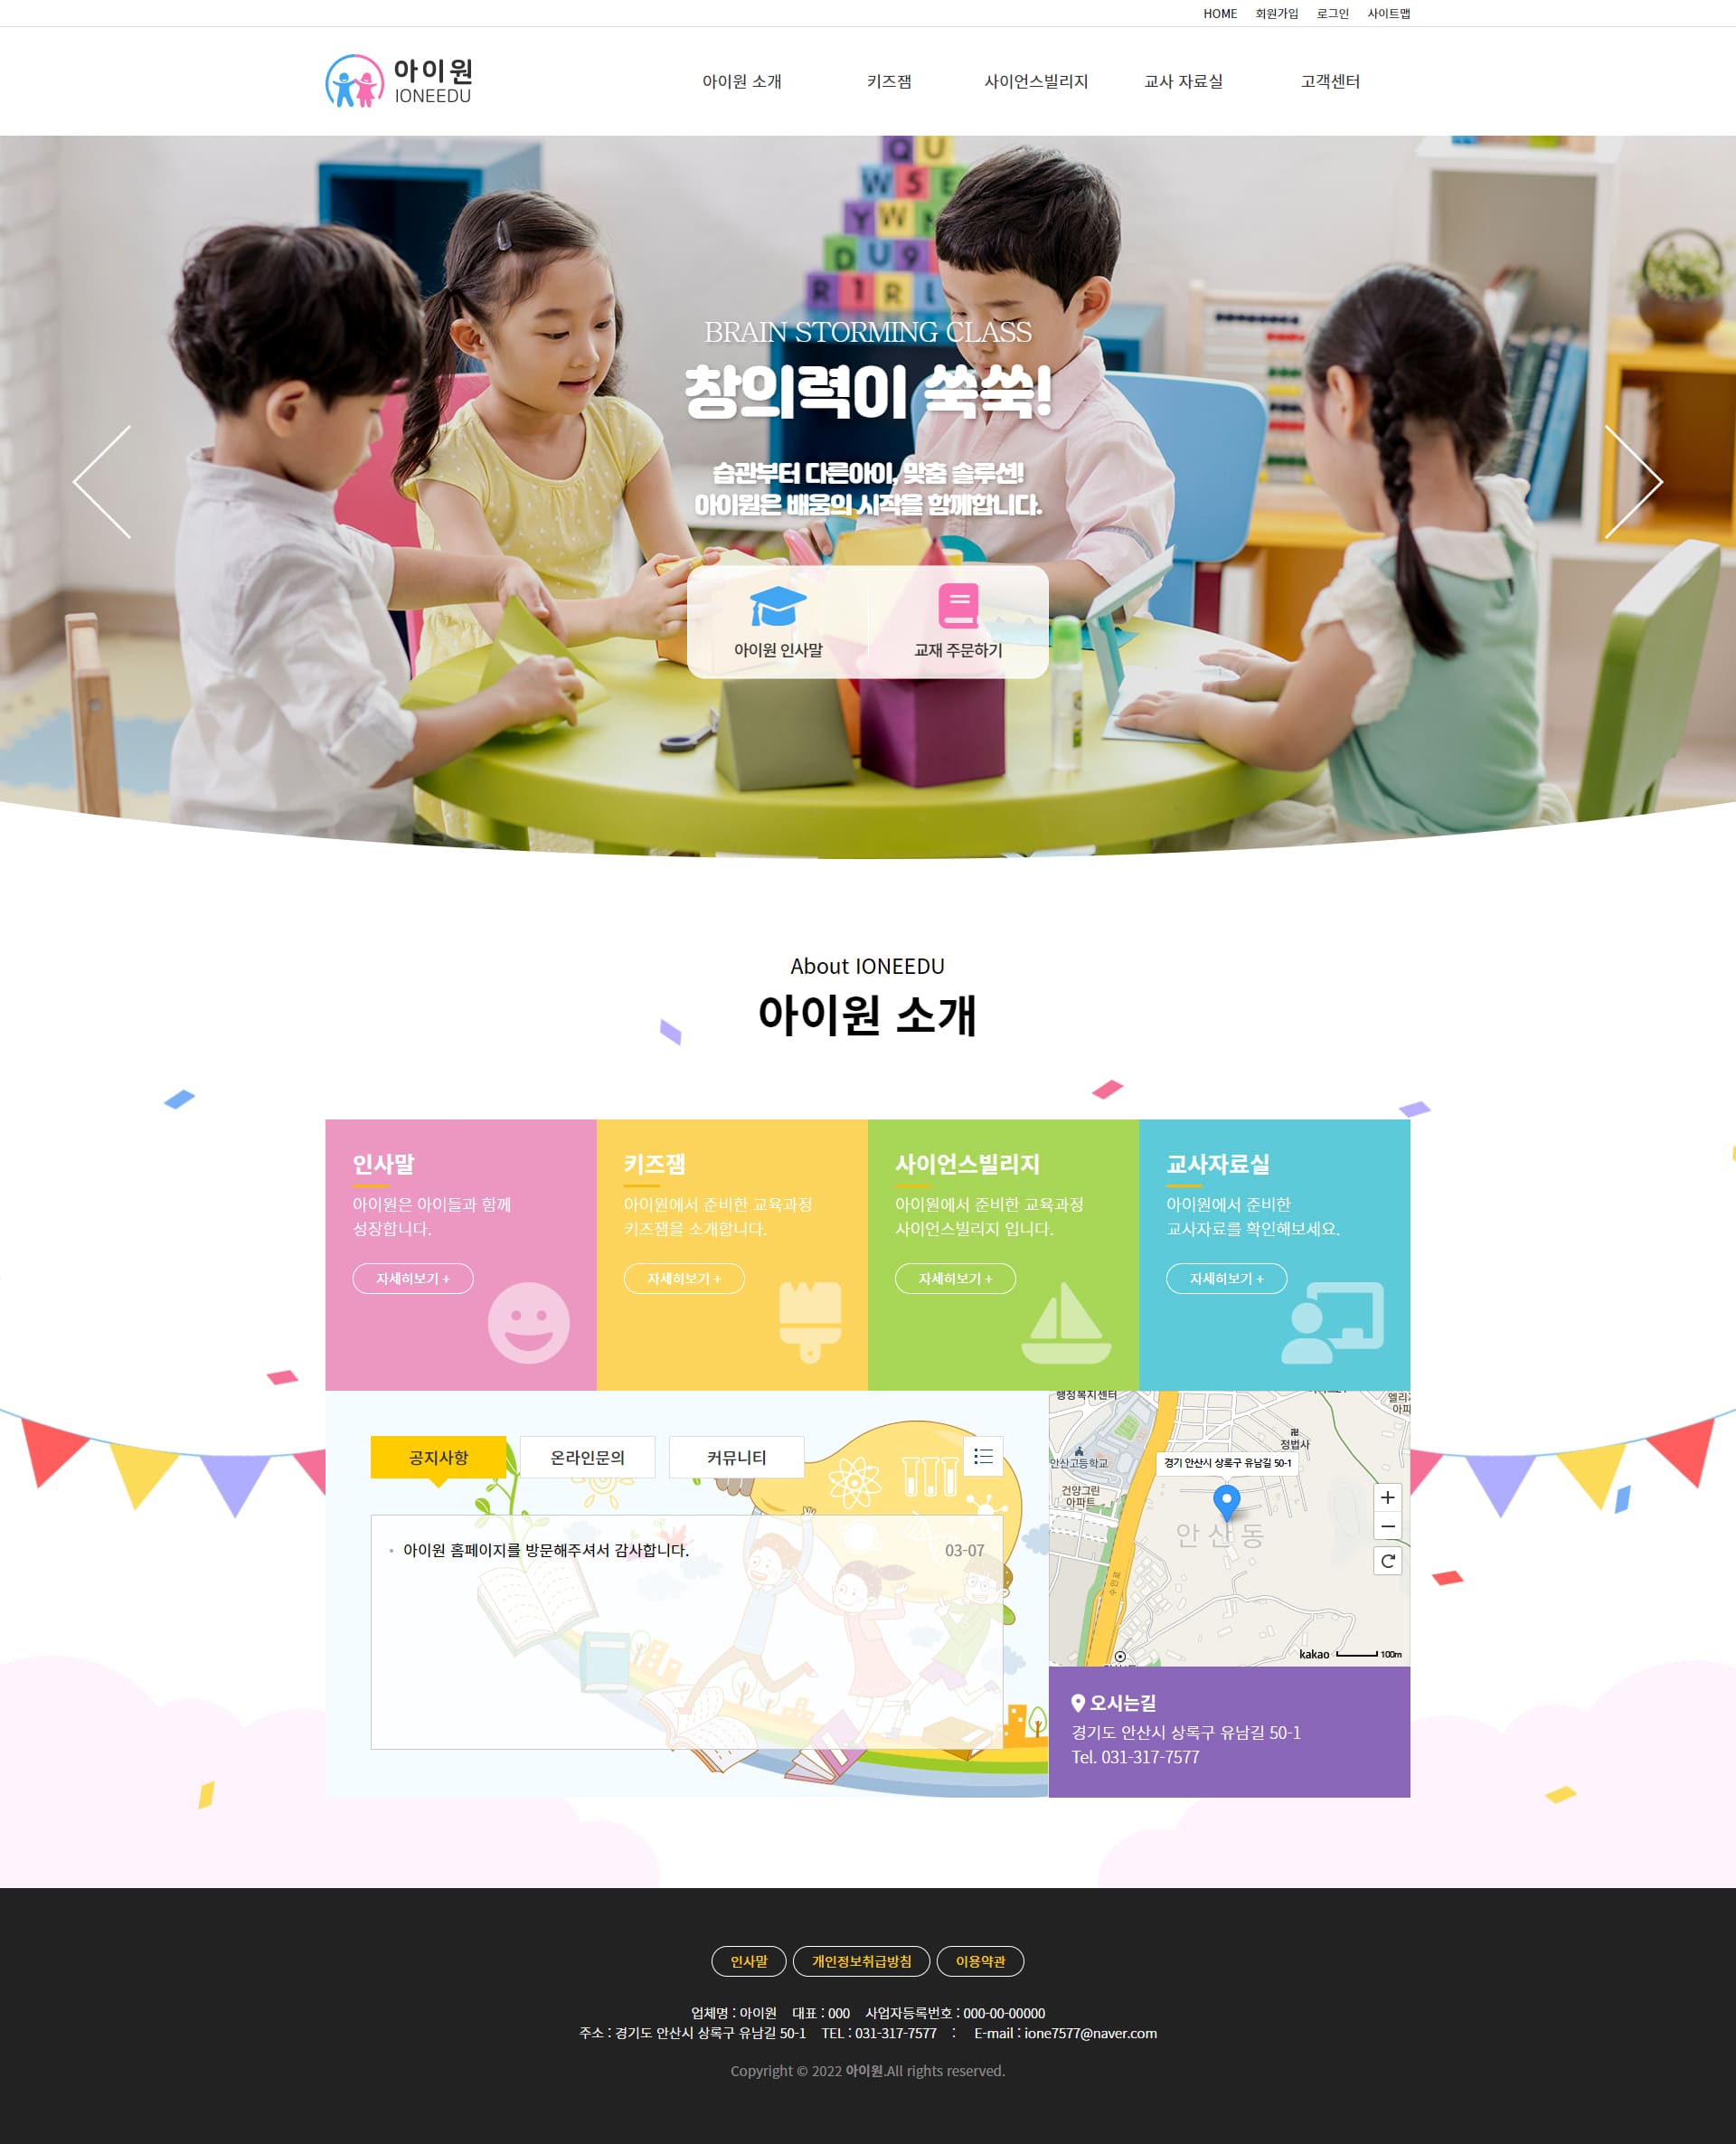 HOME 회원가입 로그인 사이트맵
아이원
IONEEDU
아이원 소개 키즈잼 사이언스빌리지 교사 자료실 고객센터
Q U
W 5 E
Y W
D U 9
R 1 R L
BRAIN STORMING CLASS
창의력이 쑥쑥!
습관부터 다른아이, 맞춤 솔루션!
아이원은 배움의 시작을 함께합니다.
아이원 인사말 교재 주문하기
About IONEEDU
아이원 소개
인사말
아이원은 아이들과 함께
성장합니다.
자세히보기 +
키즈잼
아이원에서 준비한 교육과정
키즈잼을 소개합니다.
자세히보기 +
사이언스빌리지
아이원에서 준비한 교육과정
사이언스빌리지 입니다.
자세히보기 +
교사자료실
아이원에서 준비한
교사자료를 확인해보세요.
자세히보기 +
공지사항 온라인문의 커뮤니티
아이원 홈페이지를 방문해주셔서 감사합니다. 03-07
행정복지센터
정법사
안산고등학교
경기 안산시 상록구 유남길 50-1
건양그린
아파트
안산동
수인로
kakao 100m
오시는길
경기도 안산시 상록구 유남길 50-1
Tel. 031-317-7577
인사말 개인정보취급방침 이용약관
업체명 : 아이원 대표 : 000 사업자등록번호 : 000-00-00000
주소 : 경기도 안산시 상록구 유남길 50-1 TEL : 031-317-7577 : E-mail : ione7577@naver.com
Copyright © 2022 아이원.All rights reserved.